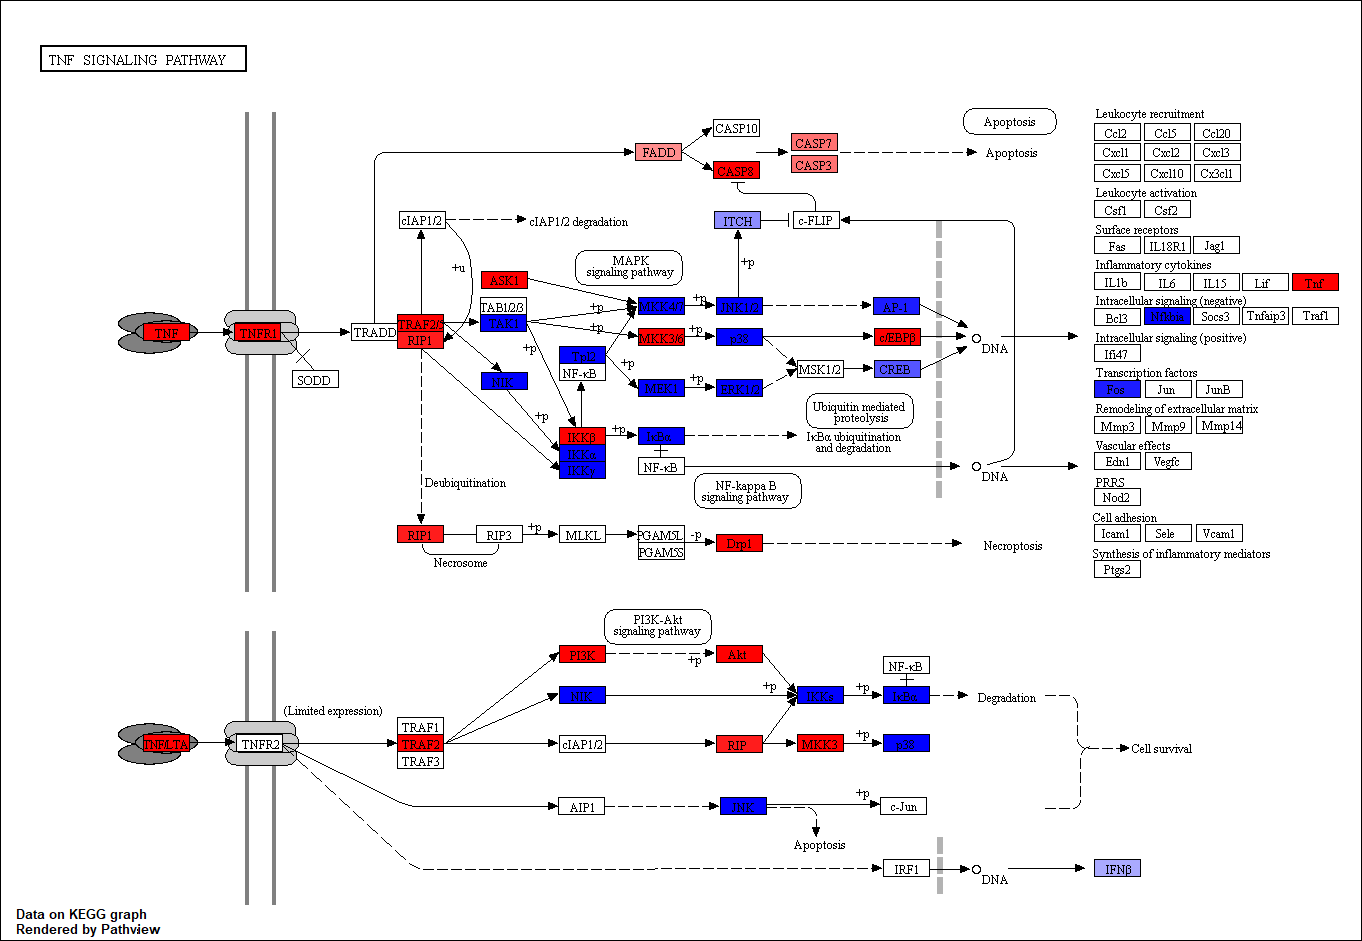 TNF SIGNALING PATHWAY
Apoptosis
CASP10
FADD
CASP7
CASP8
CASP3
Apoptosis
cIAP1/2
cIAP1/2 degradation
ITCH
c-FLIP
+u
+p
MAPK
signaling pathway
ASK1
TAB1/2/3
TAK1
+p
+p
MKK4/7
+p
JNK1/2
AP-1
TNF
TNFR1
TRADD
TRAF2/5
RIP1
SODD
MKK3/6
+p
p38
c/EBPβ
DNA
Tpl2
NF-κB
+p
MSK1/2
CREB
NIK
MEK1
+p
Erk1/2
+p
Ubiquitin mediated
proteolysis
IKKβ
IKKα
IKKγ
+p
IκBα
IκBα ubiquitination
and degradation
NF-κB
DNA
NF-kappa B
signaling pathway
Deubiquitination
RIP1
RIP3
+p
MLKL
PGAM5L
PGAM5S
-p
Drp1
Necroptosis
Necrosome
Leukocyte recruitment
Ccl2 Ccl5 Ccl20
Cxcl1 Cxcl2 Cxcl3
Cxcl5 Cxcl10 Cx3cl1
Leukocyte activation
Csf1 Csf2
Surface receptors
Fas IL18R1 Jag1
Inflammatory cytokines
IL1b IL6 IL15 Lif Tnf
Intracellular signaling (negative)
Bcl3 Nfkbia Socs3 Tnfaip3 Traf1
Intracellular signaling (positive)
Ifi47
Transcription factors
Fos Jun JunB
Remodeling of extracellular matrix
Mmp3 Mmp9 Mmp14
Vascular effects
Edn1 Vegfc
PRRS
Nod2
Cell adhesion
Icam1 Sele Vcam1
Synthesis of inflammatory mediators
Ptgs2
PI3K-Akt
signaling pathway
PI3K
+p
Akt
NF-κB
NIK
+p
IKKα
+p
IκBα
Degradation
(Limited expression)
TNF/LTA
TNFR2
TRAF1
TRAF2
TRAF3
cIAP1/2
RIP
MKK3
+p
p38
Cell survival
AIP1
JNK
+p
c-Jun
Apoptosis
IRF1
DNA
IFNβ
Data on KEGG graph
Rendered by Pathview